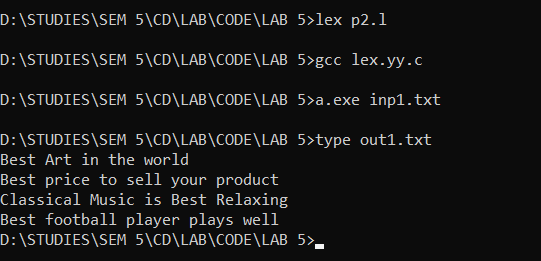 D:\STUDIES\SEM 5\CD\LAB\CODE\LAB 5>lex p2.l
D:\STUDIES\SEM 5\CD\LAB\CODE\LAB 5>gcc lex.yy.c
D:\STUDIES\SEM 5\CD\LAB\CODE\LAB 5>a.exe inp1.txt
D:\STUDIES\SEM 5\CD\LAB\CODE\LAB 5>type out1.txt
Best Art in the world
Best price to sell your product
Classical Music is Best Relaxing
Best football player plays well
D:\STUDIES\SEM 5\CD\LAB\CODE\LAB 5>